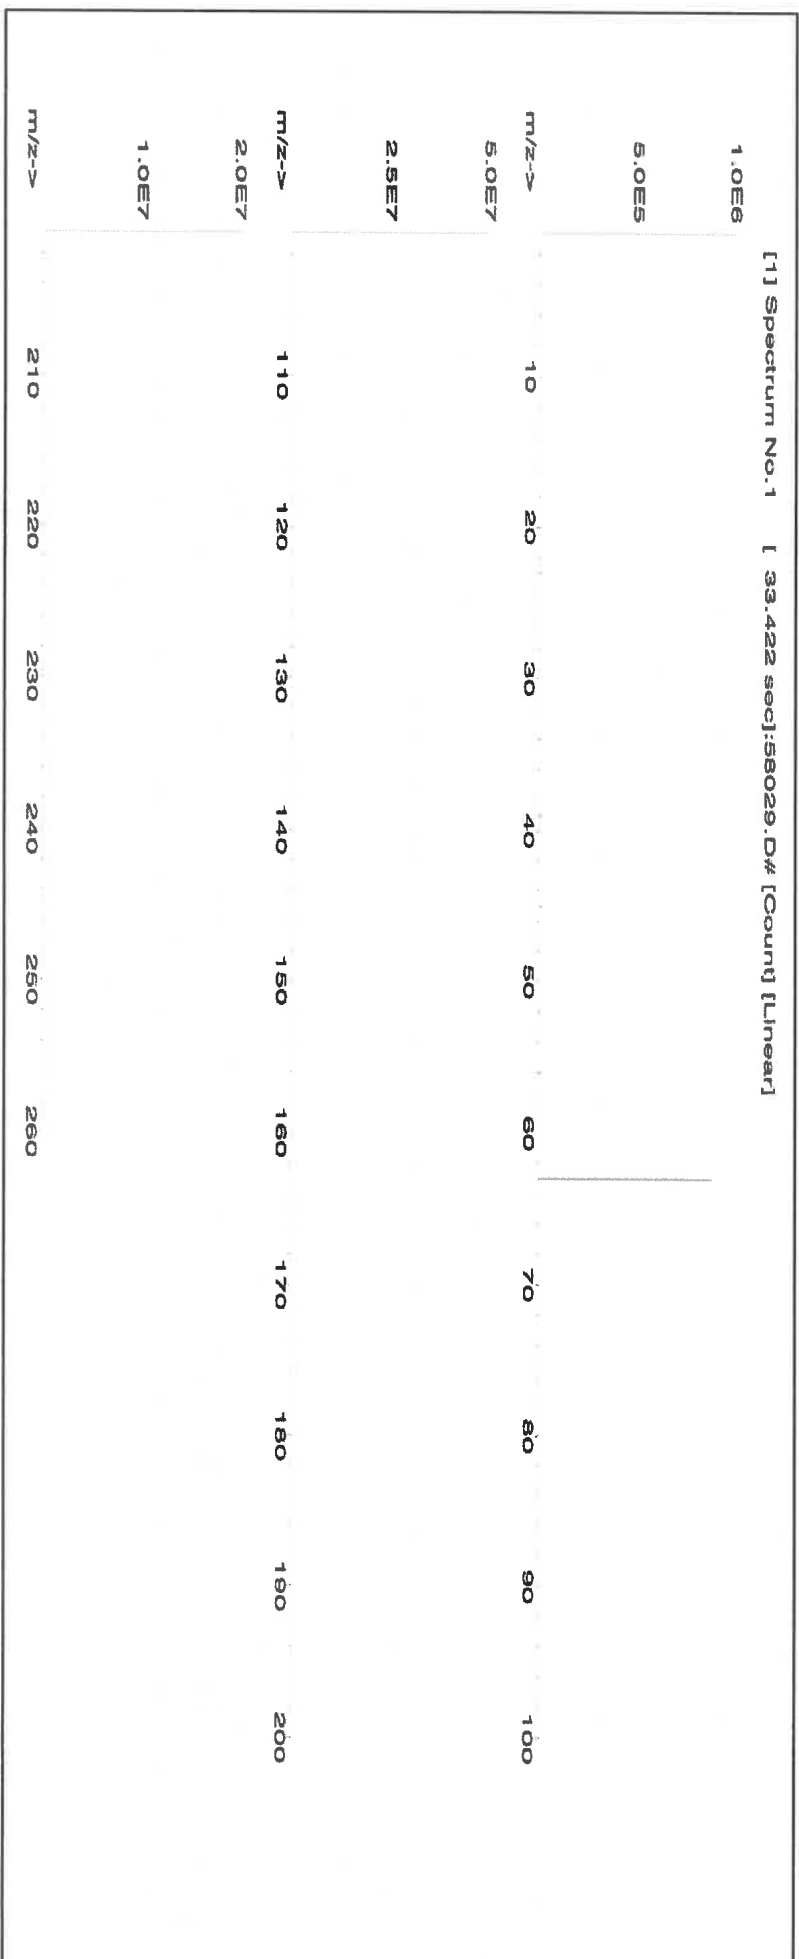 [1] Spectrum No.1 [ 33.422 sec]:58029.D# [Count] [Linear]
1.0E6
5.0E5
m/z-> 10 20 30 40 50 60 70 80 90 100
5.0E7
2.5E7
m/z-> 110 120 130 140 150 160 170 180 190 200
2.0E7
1.0E7
m/z-> 210 220 230 240 250 260